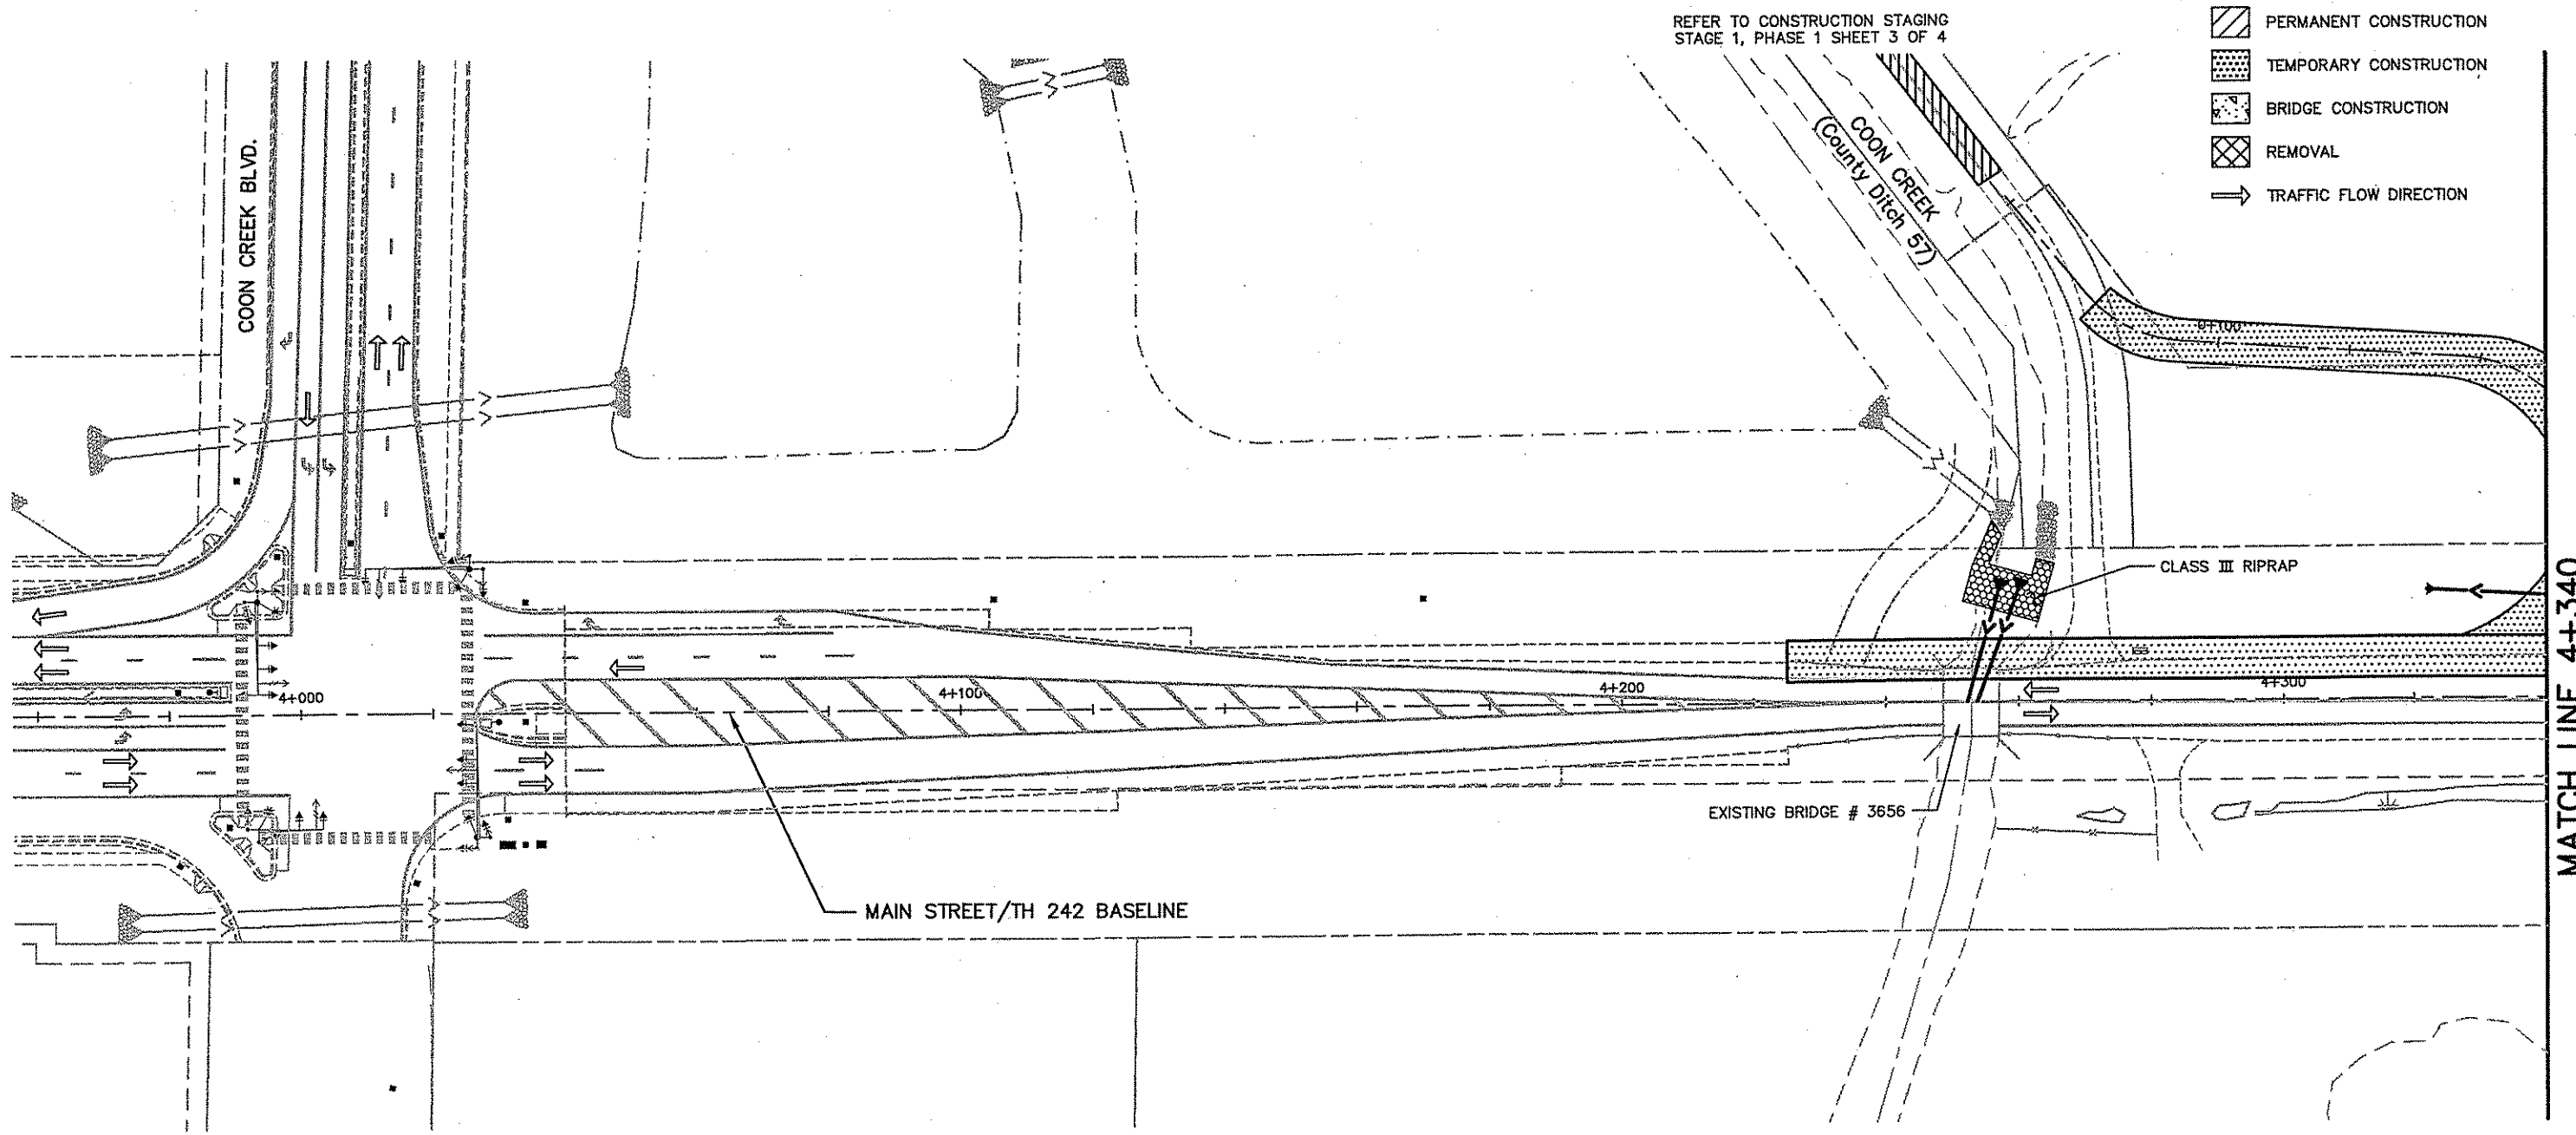 REFER TO CONSTRUCTION STAGING
STAGE 1, PHASE 1 SHEET 3 OF 4
PERMANENT CONSTRUCTION
TEMPORARY CONSTRUCTION
BRIDGE CONSTRUCTION
REMOVAL
TRAFFIC FLOW DIRECTION
COON CREEK BLVD.
COON CREEK
(County Ditch 57)
0+100
CLASS III RIPRAP
4+000
4+100
4+200
4+300
EXISTING BRIDGE # 3656
MAIN STREET/TH 242 BASELINE
MATCH LINE 4+340